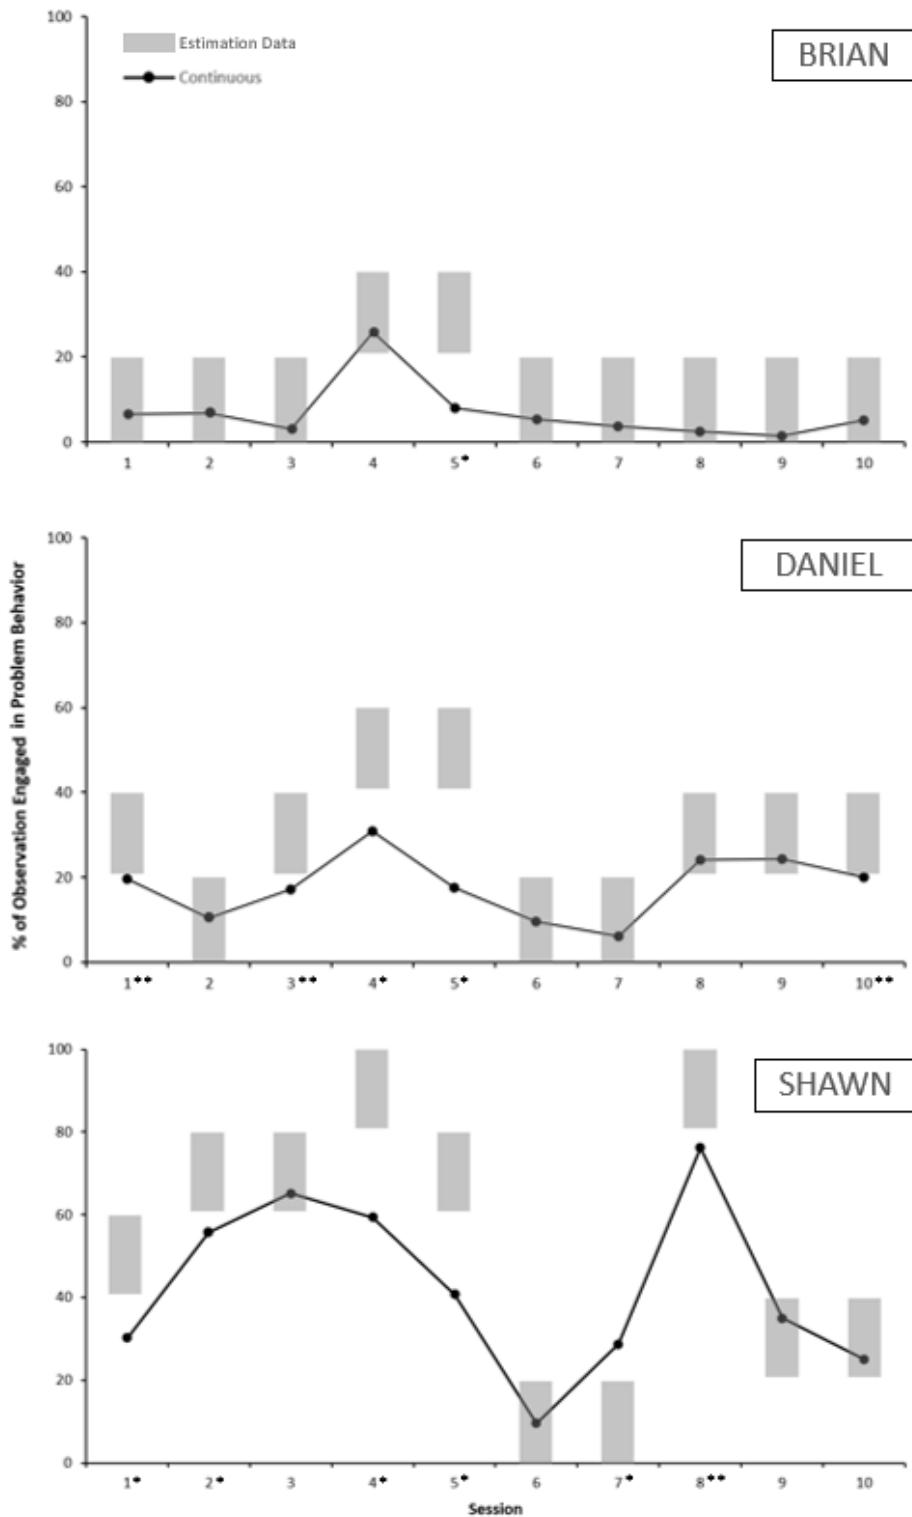 100
Estimation Data
BRIAN
Continuous
80
60
40
20
0
1 2 3 4 5* 6 7 8 9 10
% of Observation Engaged in Problem Behavior
100
DANIEL
80
60
40
20
0
1** 2 3** 4* 5* 6 7 8 9 10**
100
SHAWN
80
60
40
20
0
1* 2* 3 4* 5* 6 7* 8** 9 10
Session